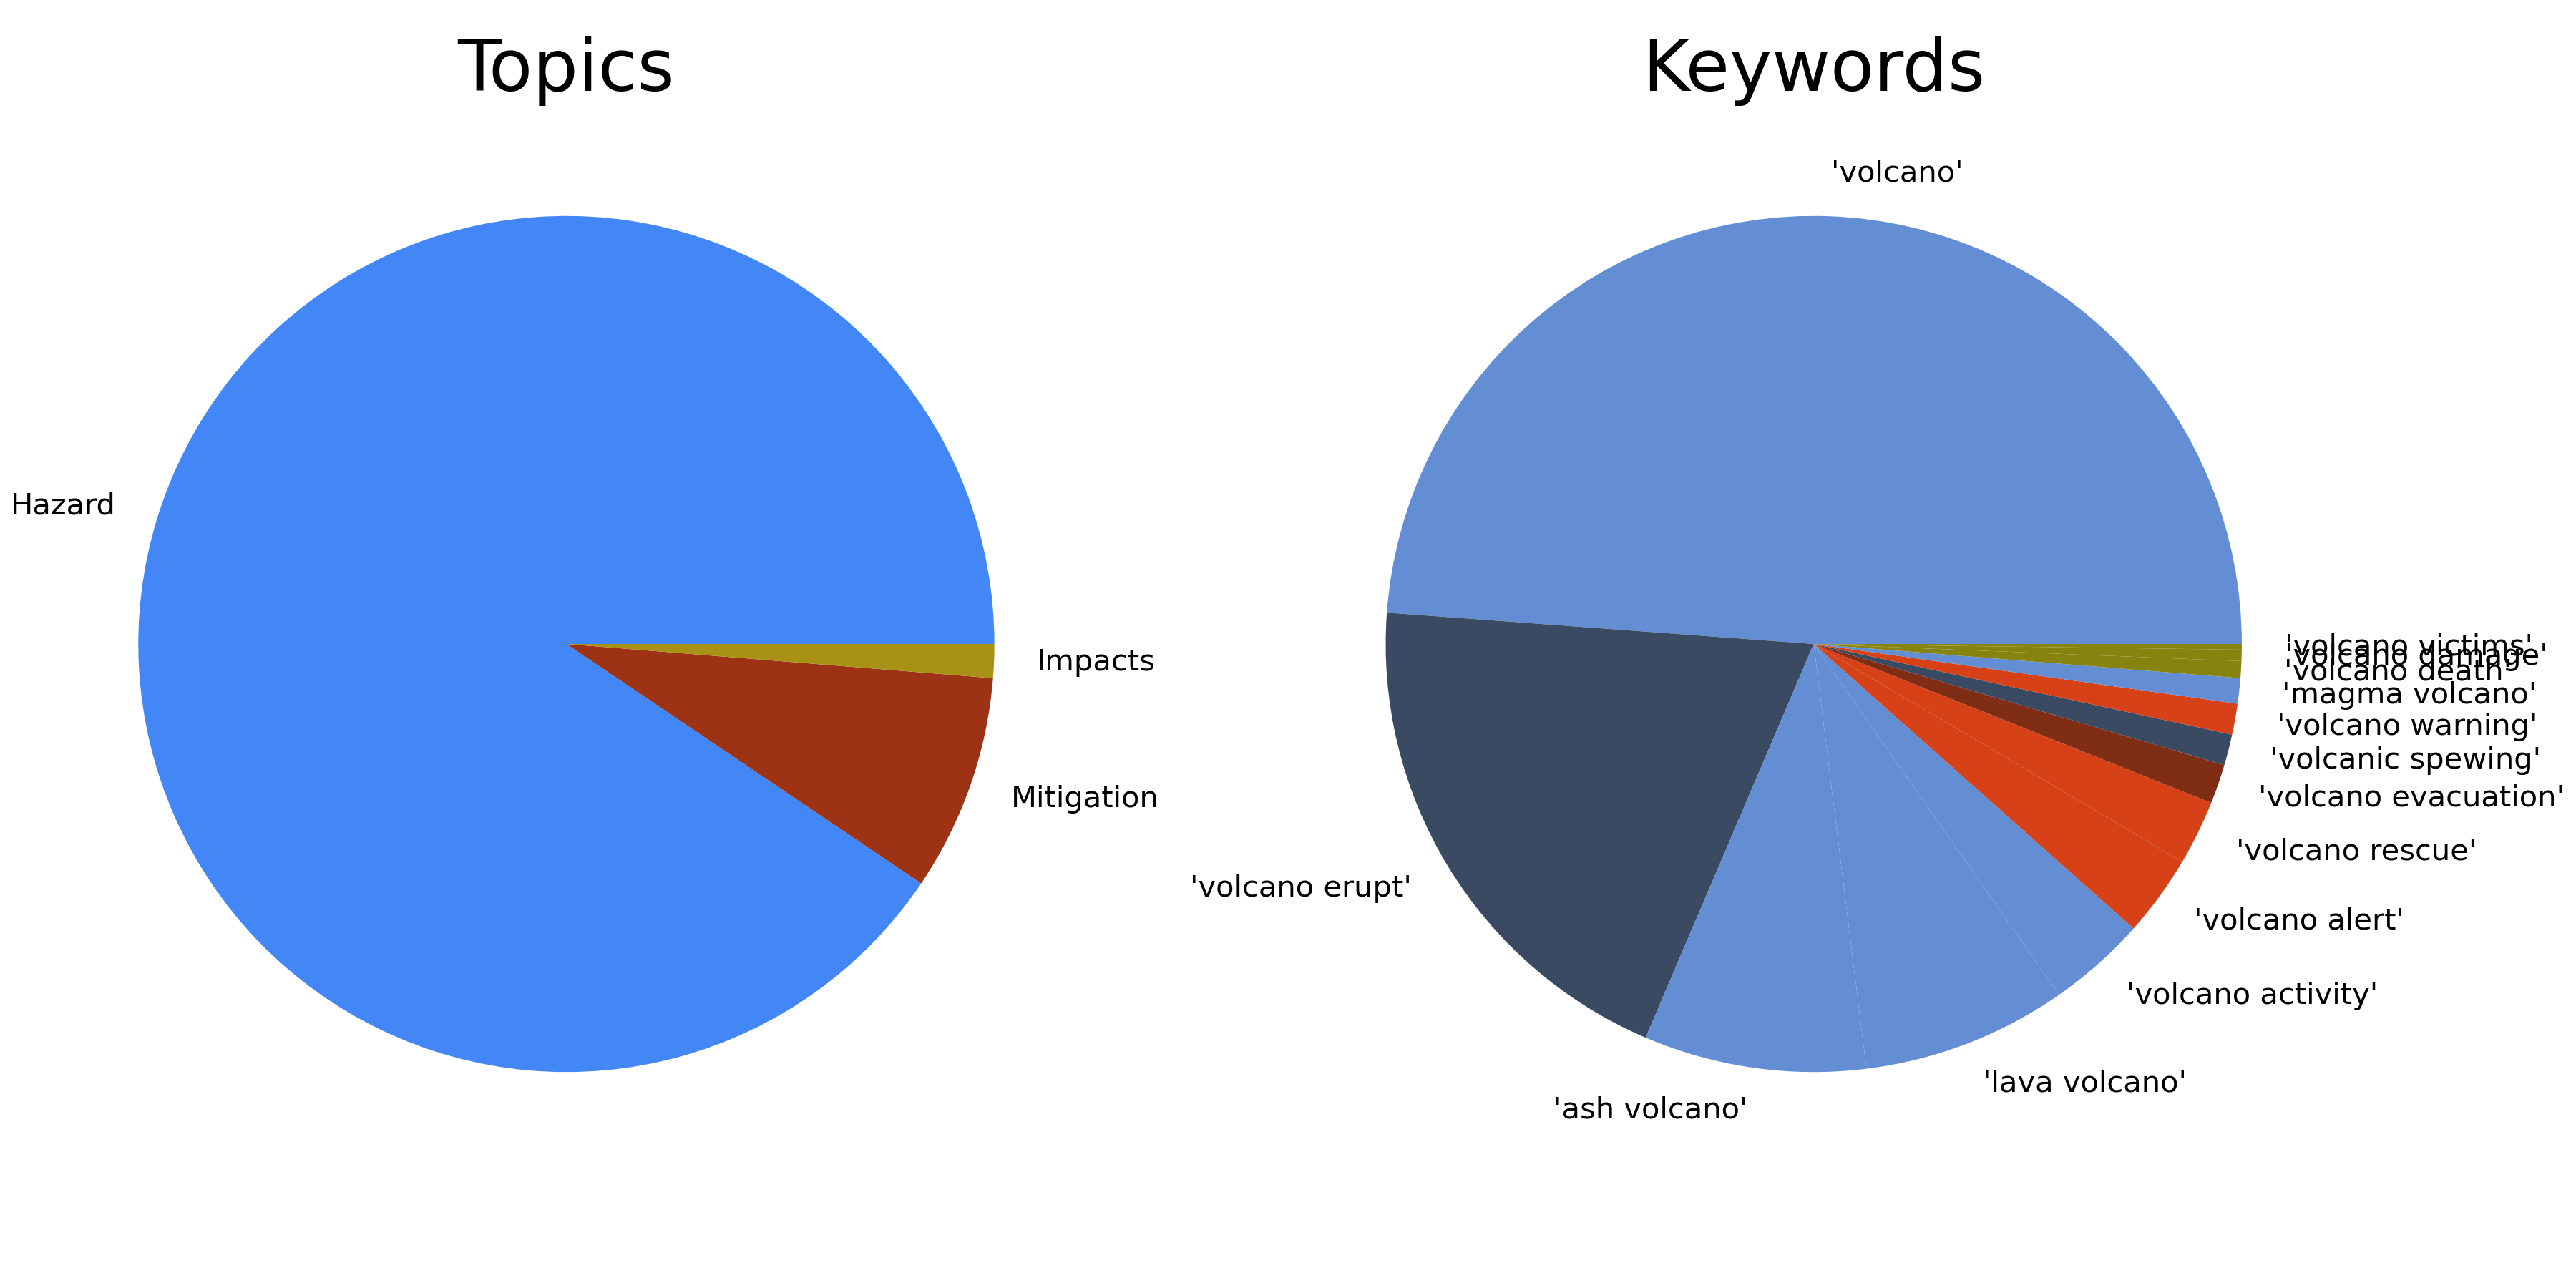 Topics
Hazard
Impacts
Mitigation
Keywords
'volcano'
'volcano erupt'
'ash volcano'
'lava volcano'
'volcano activity'
'volcano alert'
'volcano rescue'
'volcano evacuation'
'volcanic spewing'
'volcano warning'
'magma volcano'
'volcano death'
'volcano damage'
'volcano victims'